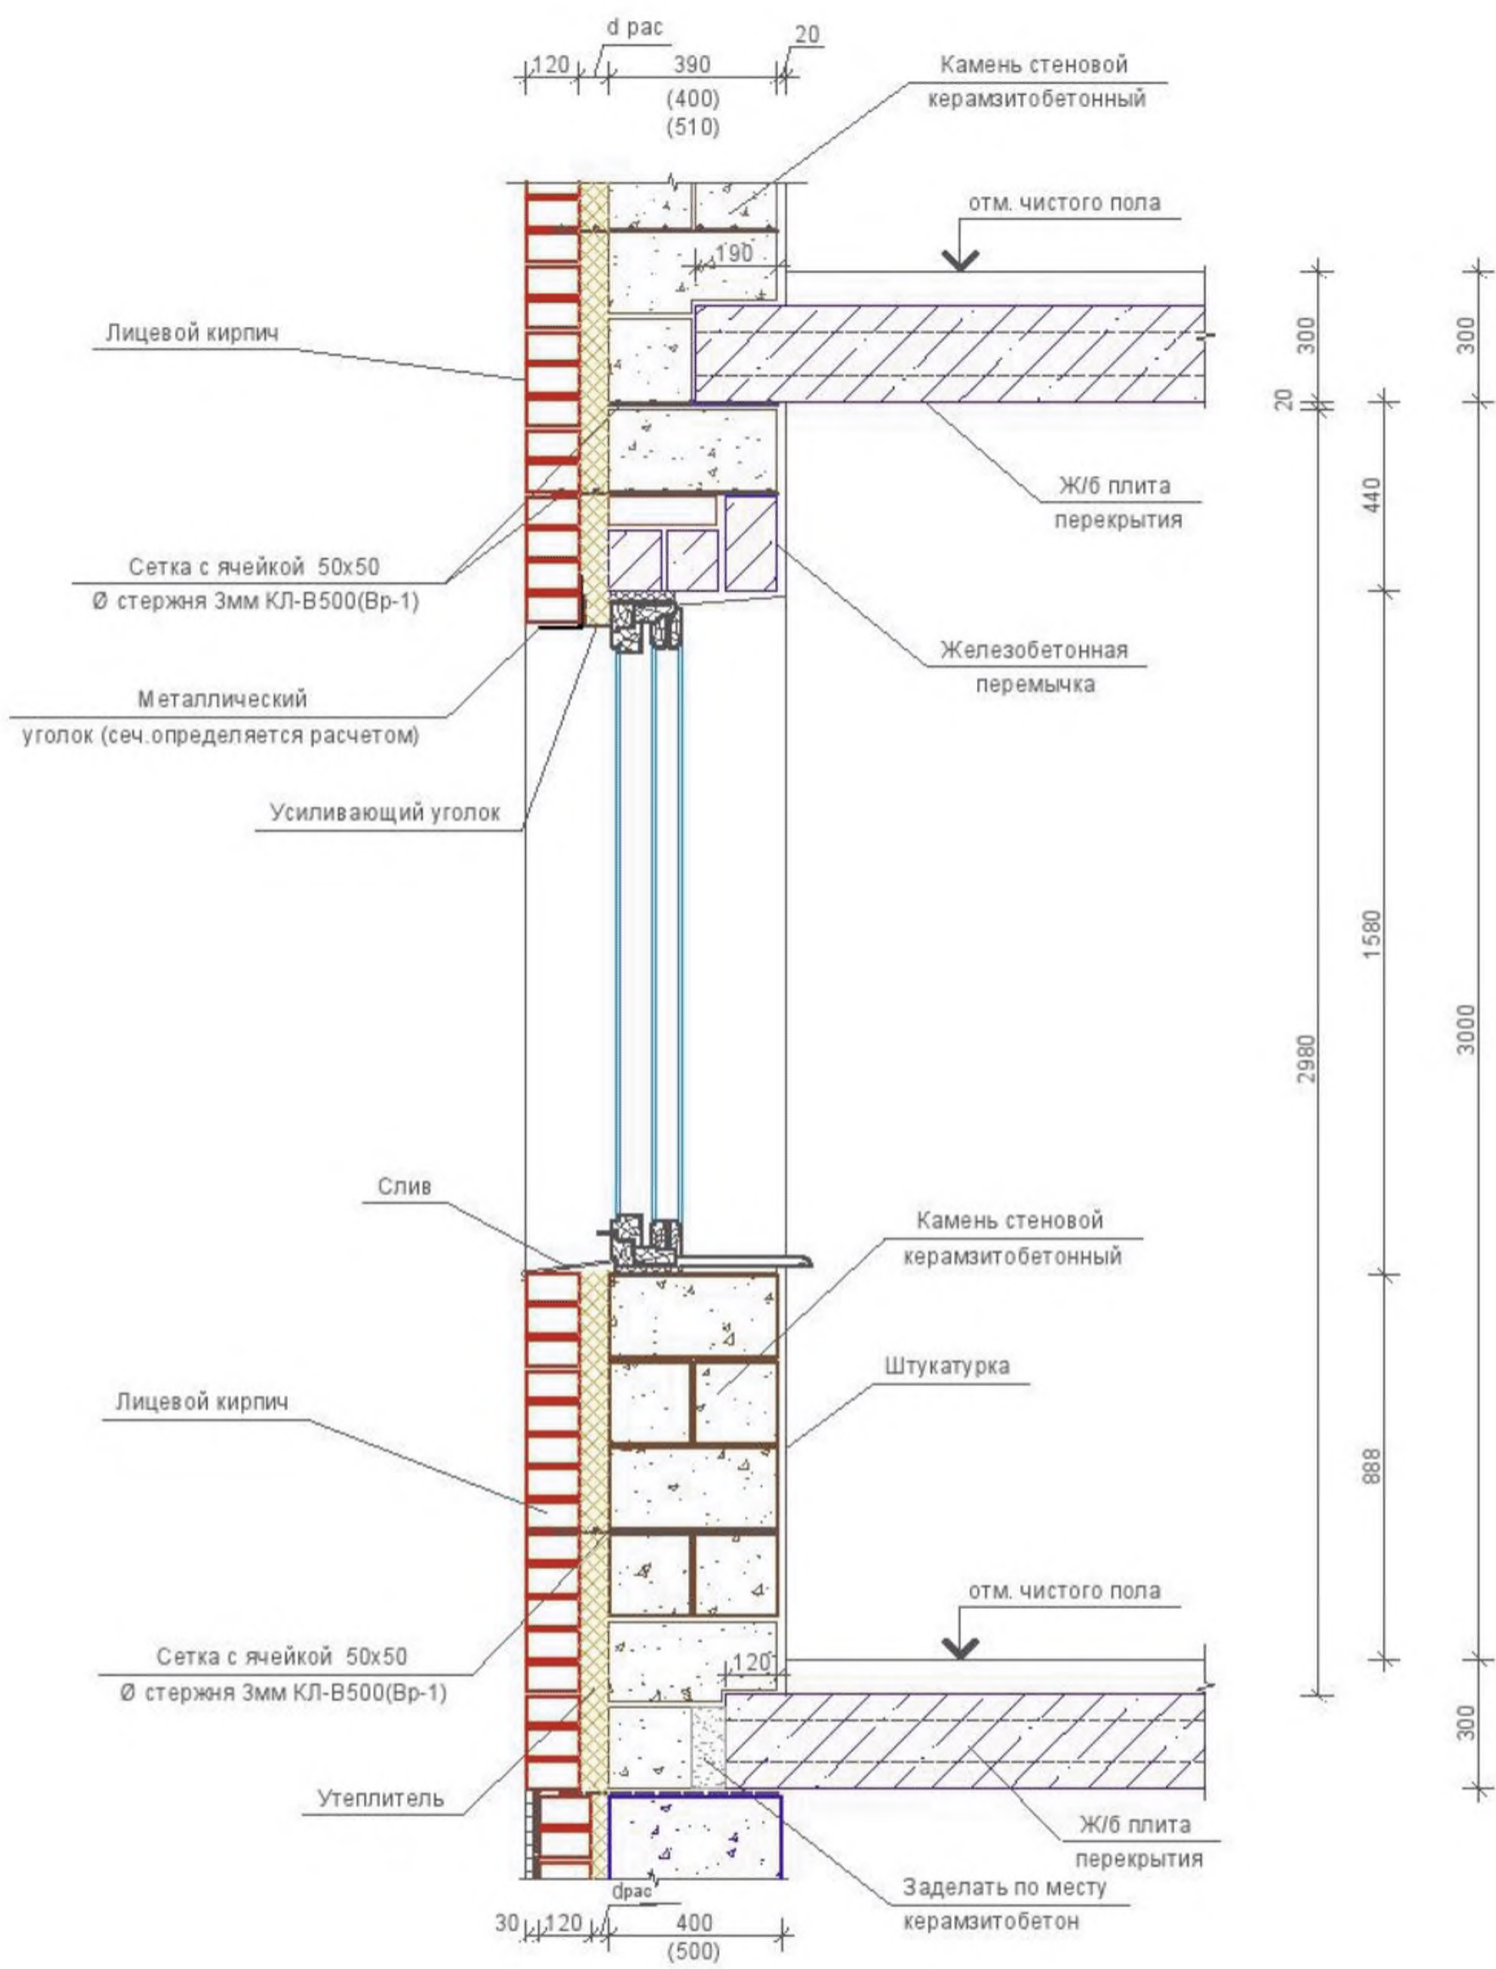 d рас
20
120
390
(400)
(510)
Камень стеновой
керамзитобетонный
отм. чистого пола
190
Лицевой кирпич
300
300
20
440
Ж/б плита
перекрытия
Сетка с ячейкой 50х50
Ø стержня 3мм КЛ-В500(Вр-1)
Железобетонная
перемычка
Металлический
уголок (сеч.определяется расчетом)
Усиливающий уголок
1580
2980
3000
Слив
Камень стеновой
керамзитобетонный
Штукатурка
Лицевой кирпич
888
отм. чистого пола
Сетка с ячейкой 50х50
Ø стержня 3мм КЛ-В500(Вр-1)
120
300
Утеплитель
Ж/б плита
перекрытия
Заделать по месту
керамзитобетон
dрас
30
120
400
(500)